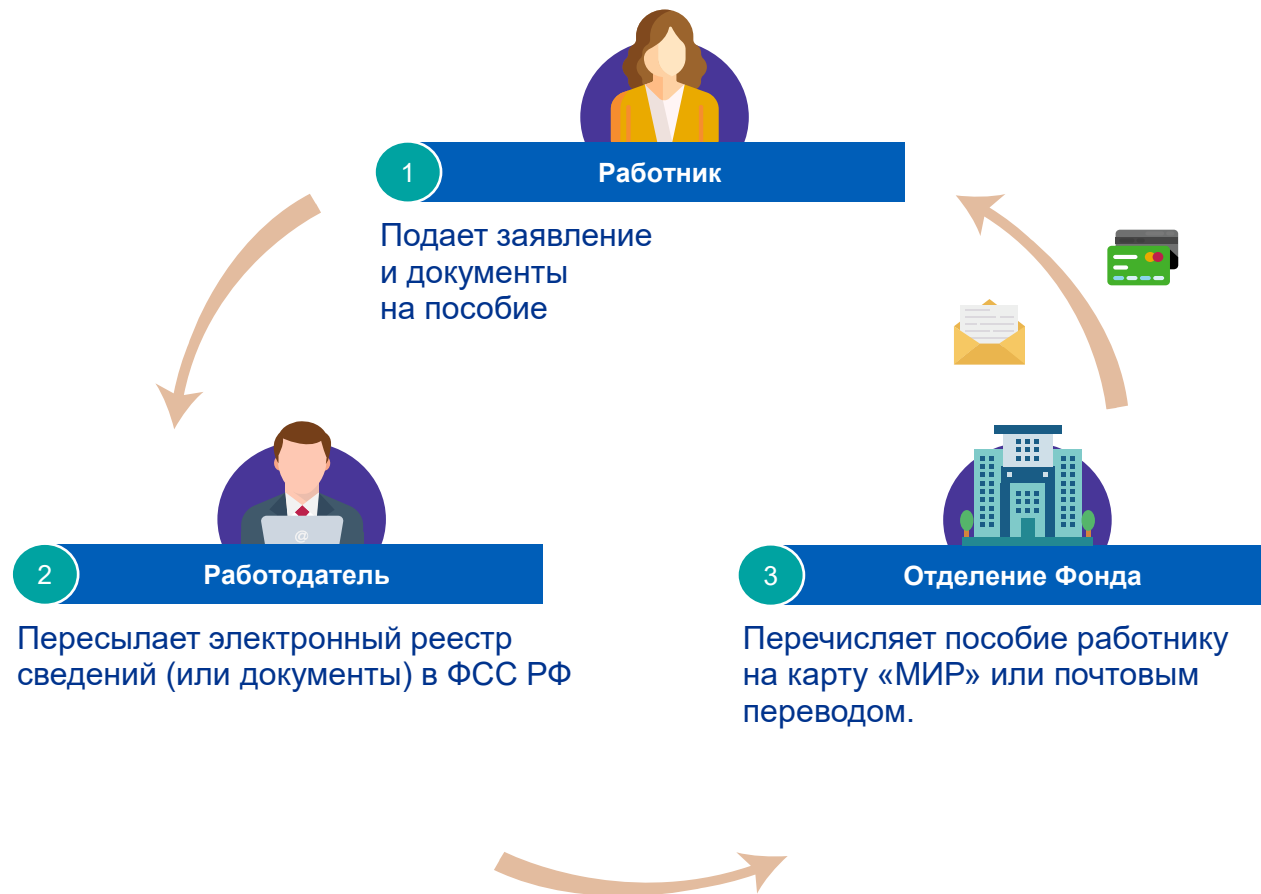 1
Работник
Подает заявление
и документы
на пособие
@
2
Работодатель
Пересылает электронный реестр
сведений (или документы) в ФСС РФ
3
Отделение Фонда
Перечисляет пособие работнику
на карту «МИР» или почтовым
переводом.